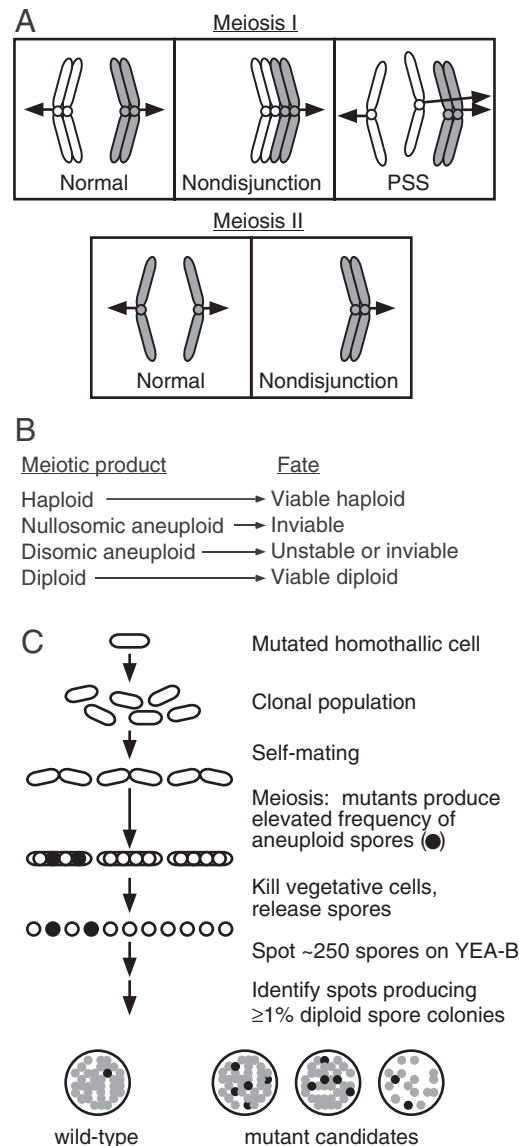 A
Meiosis I
Normal
Nondisjunction
PSS
Meiosis II
Normal
Nondisjunction
B
Meiotic product Fate
Haploid Viable haploid
Nullosomic aneuploid Inviable
Disomic aneuploid Unstable or inviable
Diploid Viable diploid
C
Mutated homothallic cell
Clonal population
Self-mating
Meiosis: mutants produce
elevated frequency of
aneuploid spores (●)
Kill vegetative cells,
release spores
Spot ~250 spores on YEA-B
Identify spots producing
≥1% diploid spore colonies
wild-type
mutant candidates